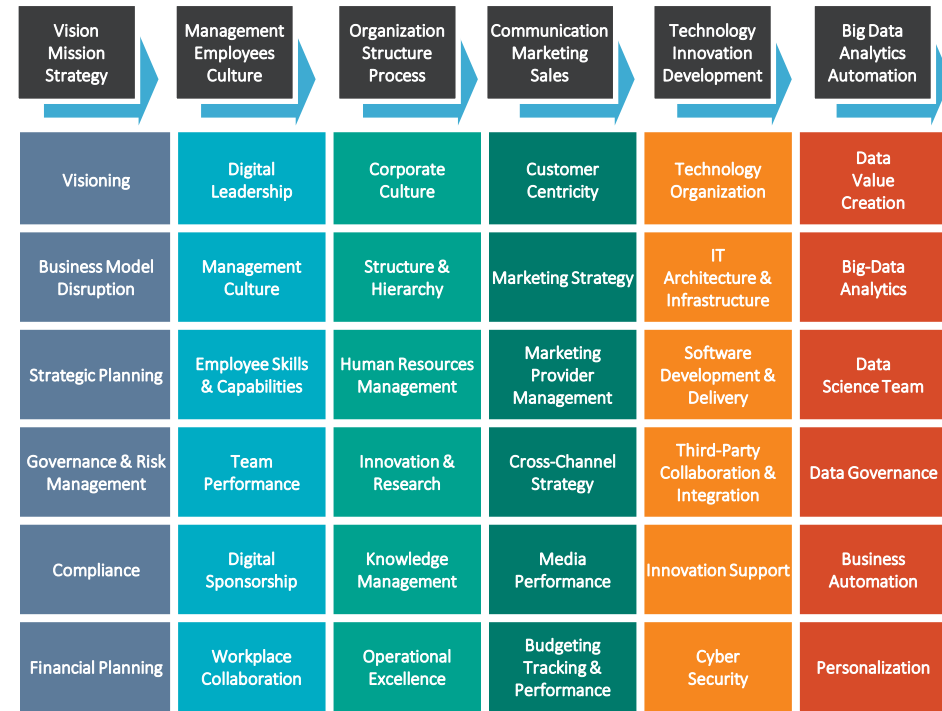 Vision
Mission
Strategy
Management
Employees
Culture
Organization
Structure
Process
Communication
Marketing
Sales
Technology
Innovation
Development
Big Data
Analytics
Automation
Visioning
Digital
Leadership
Corporate
Culture
Customer
Centricity
Technology
Organization
Data
Value
Creation
Business Model
Disruption
Management
Culture
Structure &
Hierarchy
Marketing Strategy
IT
Architecture &
Infrastructure
Big-Data
Analytics
Strategic Planning
Employee Skills
& Capabilities
Human Resources
Management
Marketing
Provider
Management
Software
Development &
Delivery
Data
Science Team
Governance & Risk
Management
Team
Performance
Innovation &
Research
Cross-Channel
Strategy
Third-Party
Collaboration &
Integration
Data Governance
Compliance
Digital
Sponsorship
Knowledge
Management
Media
Performance
Innovation Support
Business
Automation
Financial Planning
Workplace
Collaboration
Operational
Excellence
Budgeting
Tracking &
Performance
Cyber
Security
Personalization